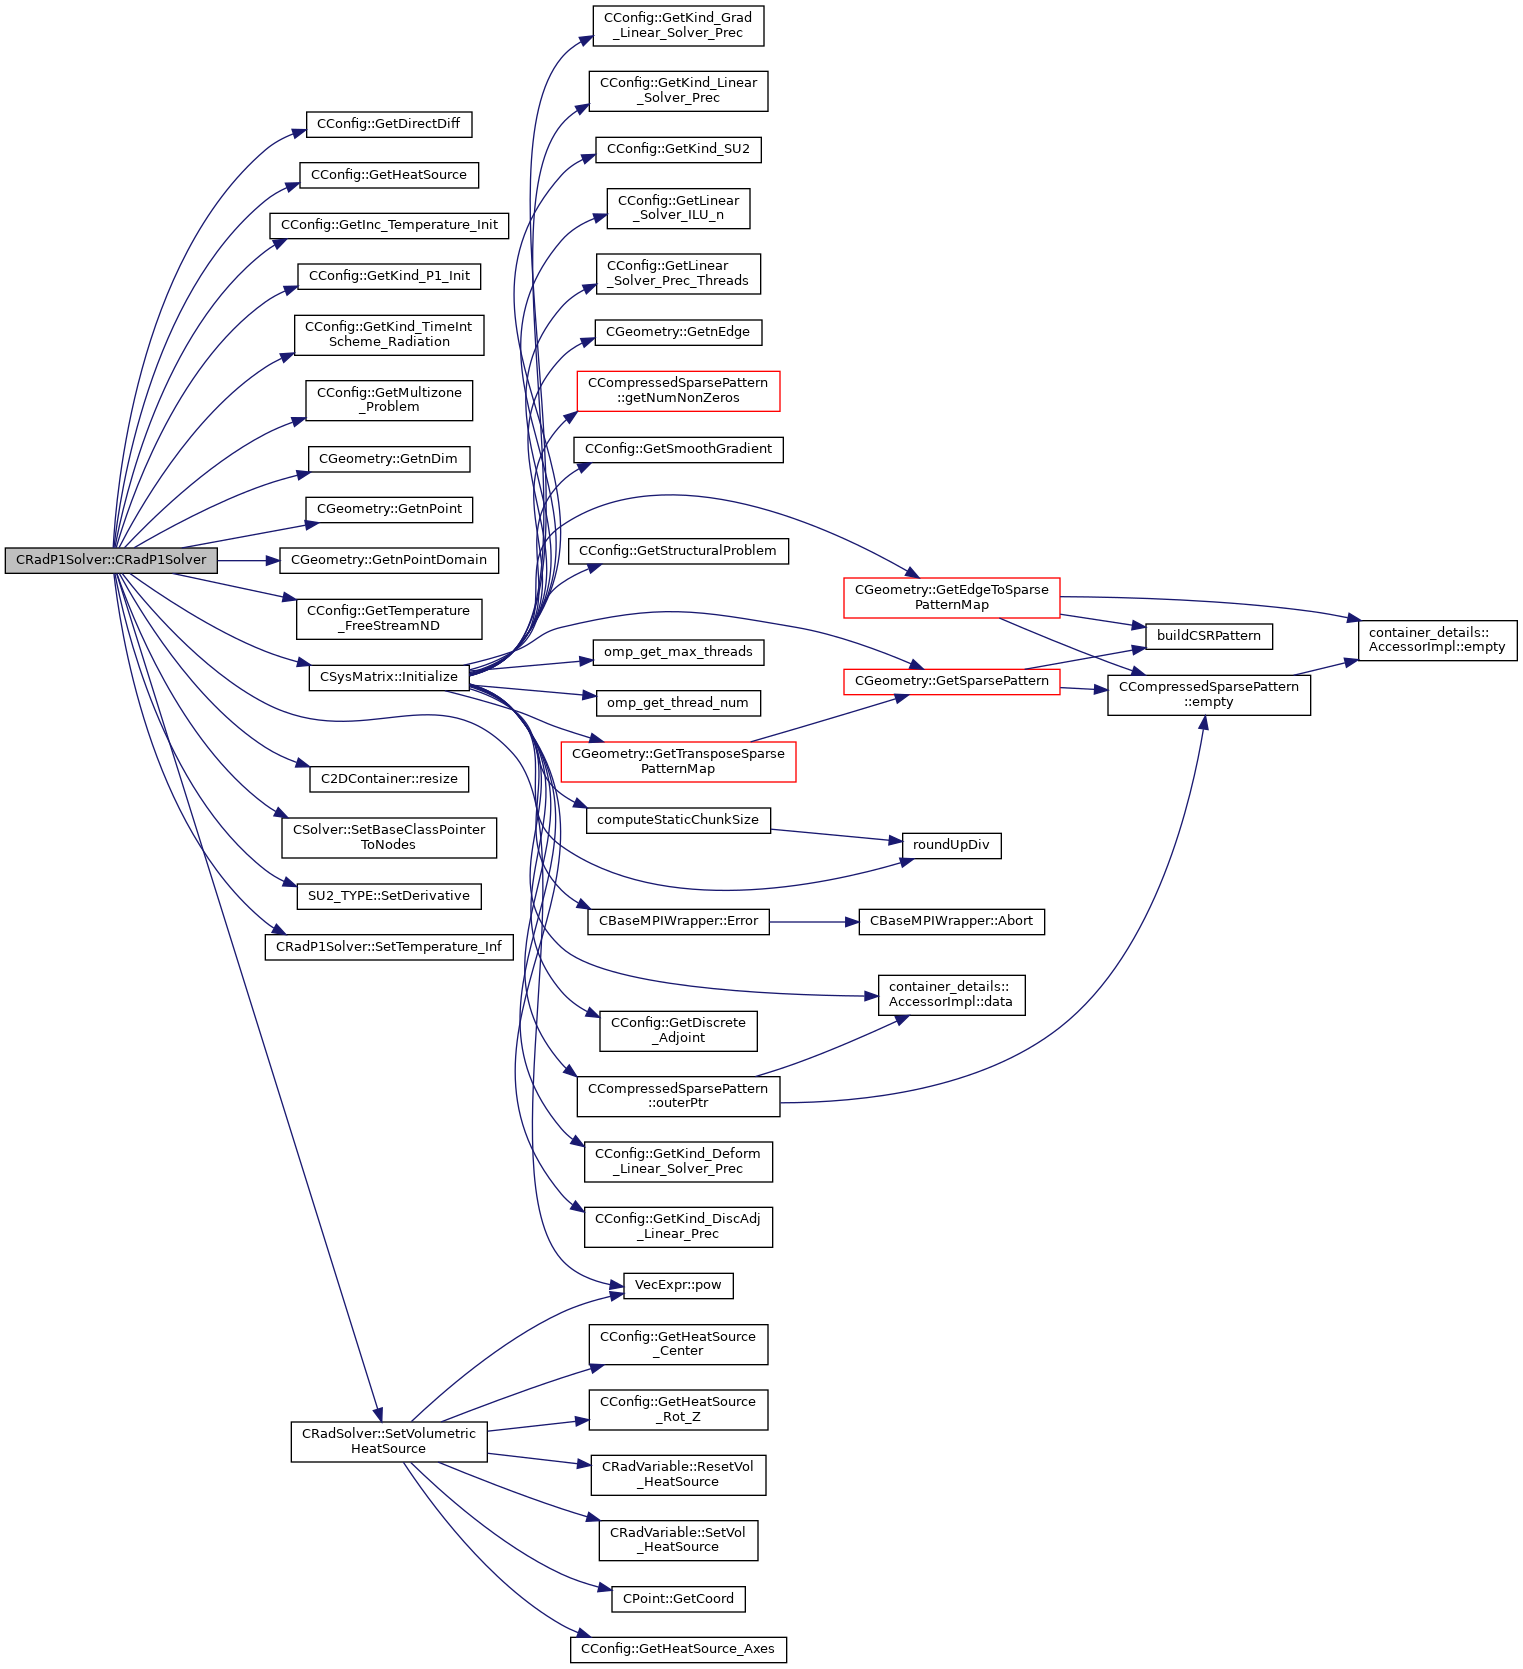 CRadP1Solver::CRadP1Solver
CConfig::GetDirectDiff
CConfig::GetHeatSource
CConfig::GetInc_Temperature_Init
CConfig::GetKind_P1_Init
CConfig::GetKind_TimeInt
Scheme_Radiation
CConfig::GetMultizone
_Problem
CGeometry::GetnDim
CGeometry::GetnPoint
CGeometry::GetnPointDomain
CConfig::GetTemperature
_FreeStreamND
CSysMatrix::Initialize
C2DContainer::resize
CSolver::SetBaseClassPointer
ToNodes
SU2_TYPE::SetDerivative
CRadP1Solver::SetTemperature_Inf
CRadSolver::SetVolumetric
HeatSource
CConfig::GetKind_Grad
_Linear_Solver_Prec
CConfig::GetKind_Linear
_Solver_Prec
CConfig::GetKind_SU2
CConfig::GetLinear
_Solver_ILU_n
CConfig::GetLinear
_Solver_Prec_Threads
CGeometry::GetnEdge
CCompressedSparsePattern
::getNumNonZeros
CConfig::GetSmoothGradient
CConfig::GetStructuralProblem
omp_get_max_threads
omp_get_thread_num
CGeometry::GetTransposeSparse
PatternMap
computeStaticChunkSize
CBaseMPIWrapper::Error
CConfig::GetDiscrete
_Adjoint
CCompressedSparsePattern
::outerPtr
CConfig::GetKind_Deform
_Linear_Solver_Prec
CConfig::GetKind_DiscAdj
_Linear_Prec
VecExpr::pow
CConfig::GetHeatSource
_Center
CConfig::GetHeatSource
_Rot_Z
CRadVariable::ResetVol
_HeatSource
CRadVariable::SetVol
_HeatSource
CPoint::GetCoord
CConfig::GetHeatSource_Axes
CGeometry::GetEdgeToSparse
PatternMap
CGeometry::GetSparsePattern
roundUpDiv
CBaseMPIWrapper::Abort
container_details::
AccessorImpl::data
buildCSRPattern
CCompressedSparsePattern
::empty
container_details::
AccessorImpl::empty